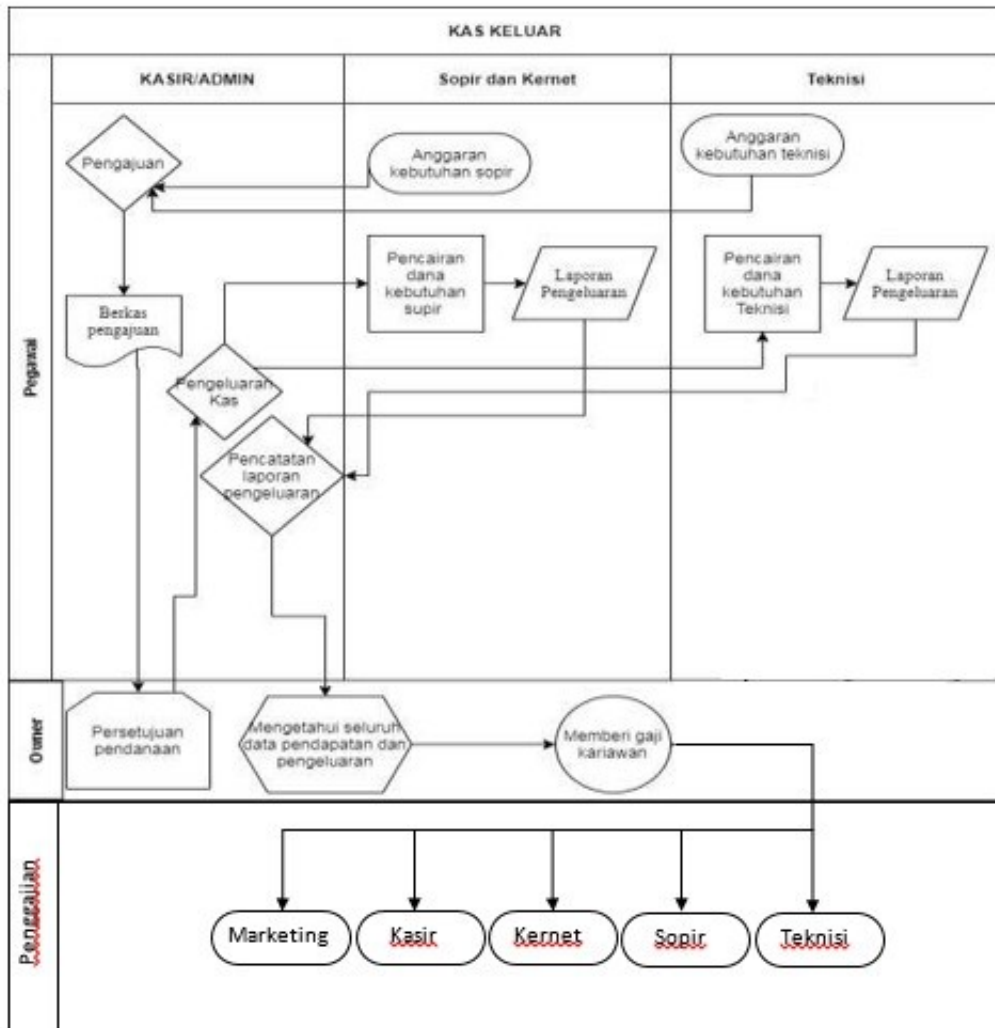 KAS KELUAR
KASIR/ADMIN
Sopir dan Kernet
Teknisi
Pegawai
Pengajuan
Anggaran
kebutuhan sopir
Anggaran
kebutuhan teknisi
Berkas
pengajuan
Pencairan
dana
kebutuhan
supir
Laporan
Pengeluaran
Pencairan
dana
kebutuhan
Teknisi
Laporan
Pengeluaran
Pengeluaran
Kas
Pencatatan
laporan
pengeluaran
Owner
Persetujuan
pendanaan
Mengetahui seluruh
data pendapatan dan
pengeluaran
Memberi gaji
kariawan
Penggajian
Marketing
Kasir
Kernet
Sopir
Teknisi